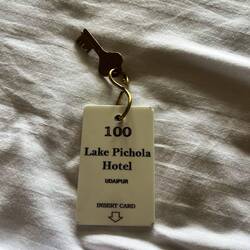 100
Lake Pichola
Hotel
UDAIPUR
INSERT CARD